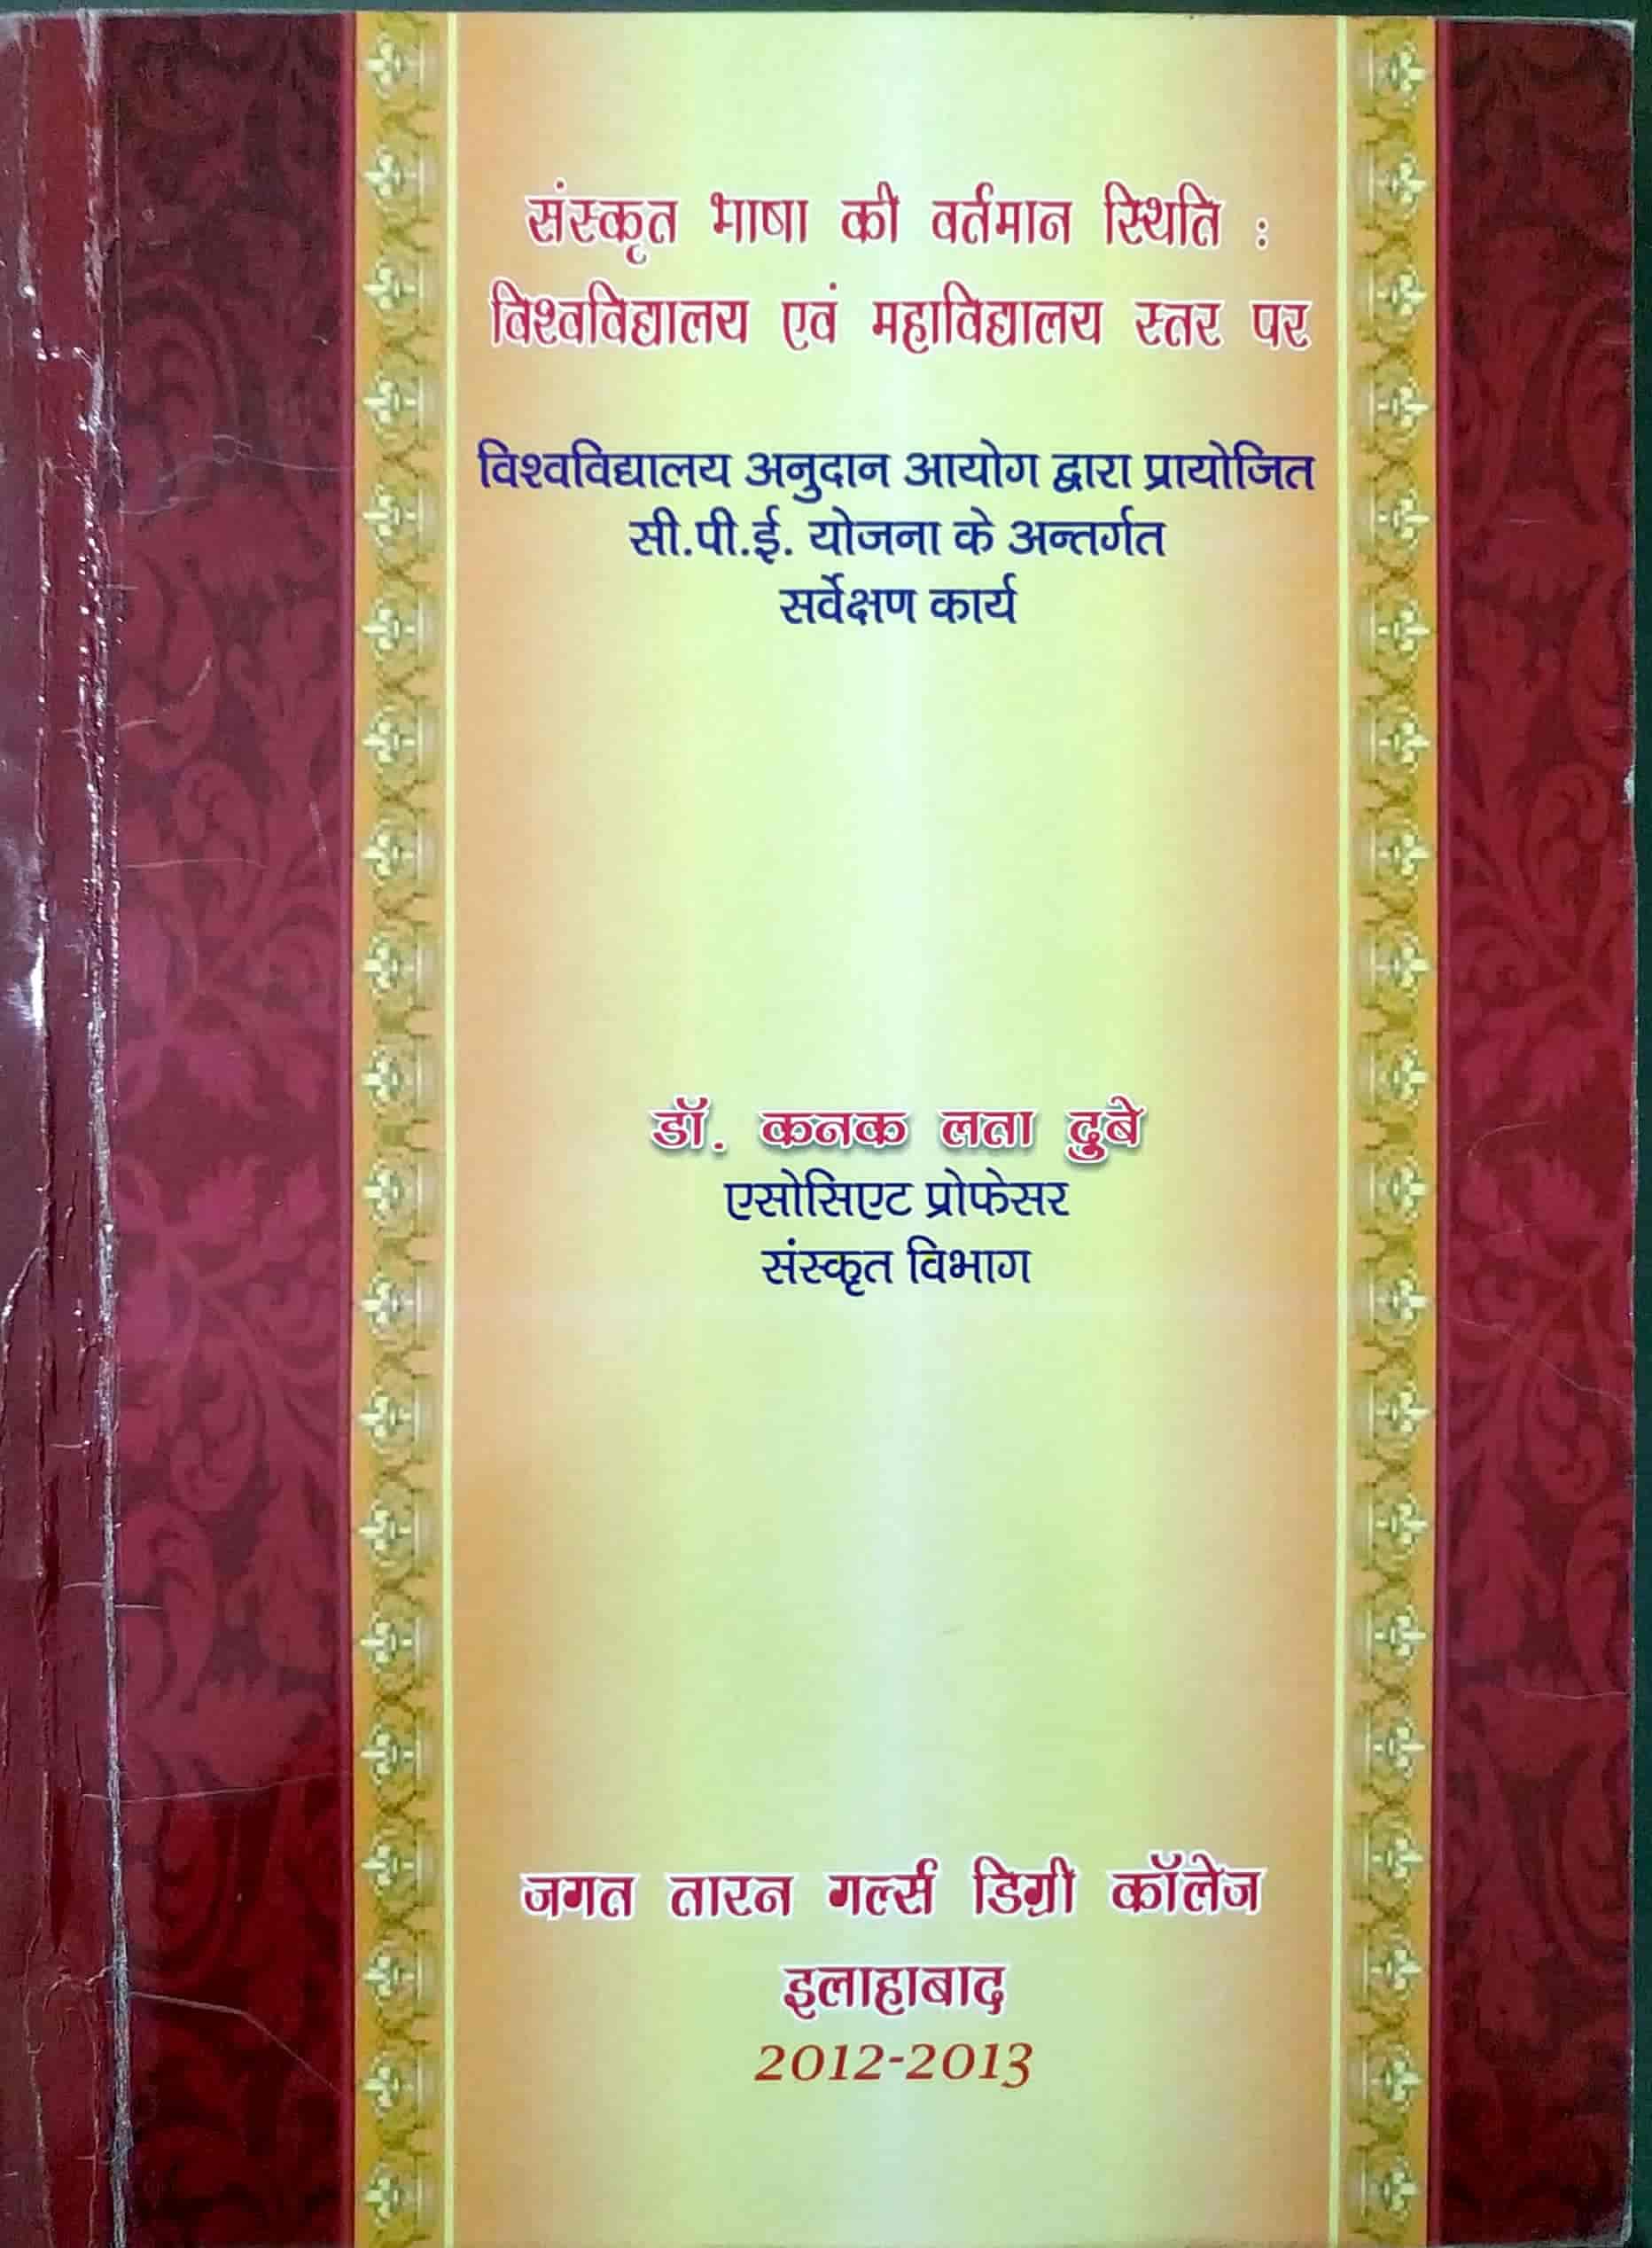 संस्कृत भाषा की वर्तमान स्थिति :
विश्वविद्यालय एवं महाविद्यालय स्तर पर
विश्वविद्यालय अनुदान आयोग द्वारा प्रायोजित
सी.पी.ई. योजना के अन्तर्गत
सर्वेक्षण कार्य
डॉ. कनक लता दुबे
एसोसिएट प्रोफेसर
संस्कृत विभाग
जगत तारन गर्ल्स डिग्री कॉलेज
इलाहाबाद
2012-2013